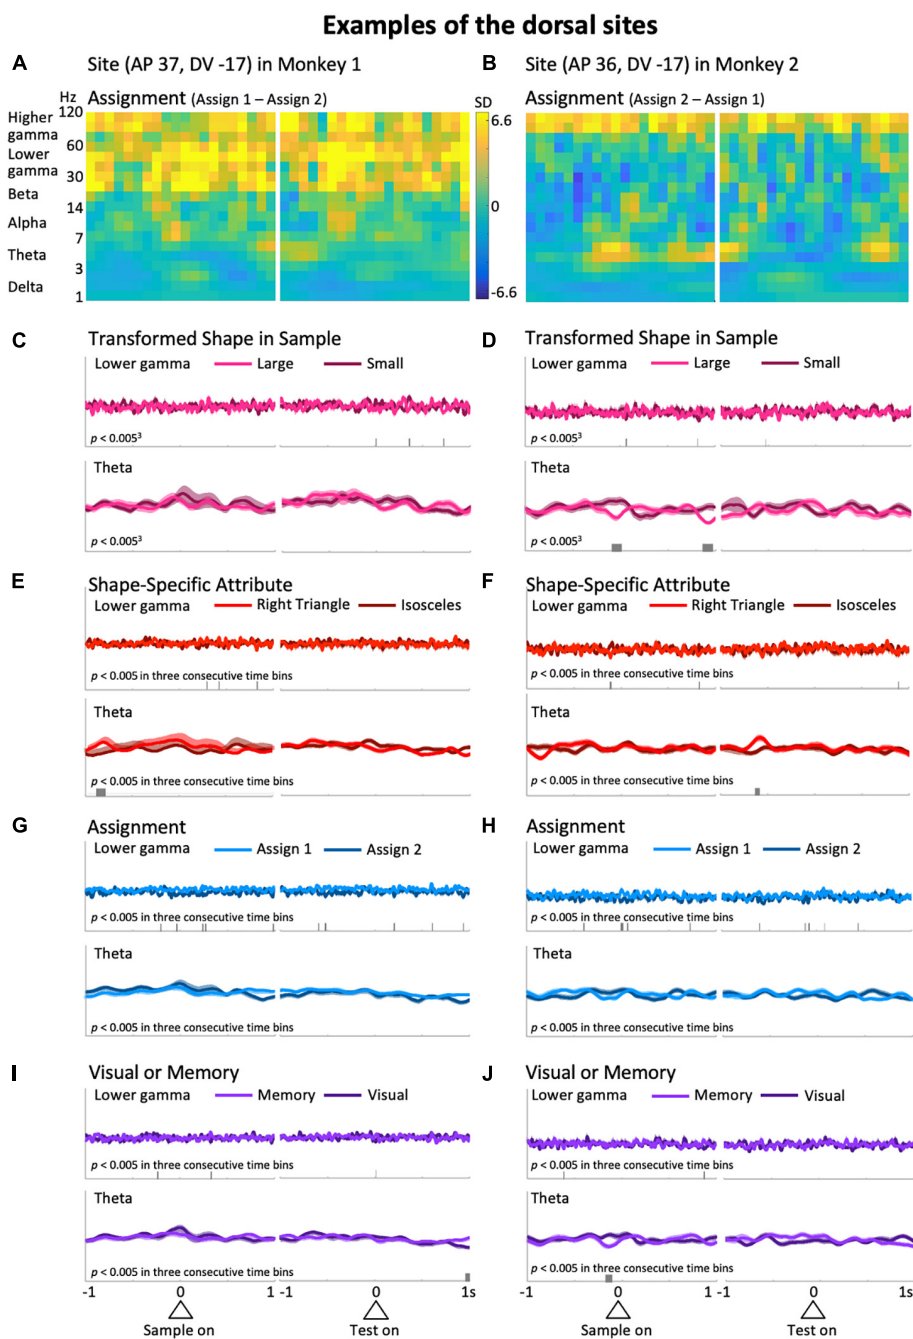 Examples of the dorsal sites
A Site (AP 37, DV -17) in Monkey 1
B Site (AP 36, DV -17) in Monkey 2
Hz Assignment (Assign 1 – Assign 2) SD
Assignment (Assign 2 – Assign 1)
Higher gamma
Lower gamma
Beta
Alpha
Theta
Delta
120
60
30
14
7
3
1
6.6
0
-6.6
C Transformed Shape in Sample
Lower gamma Large Small
p < 0.005³
Theta
p < 0.005³
D Transformed Shape in Sample
Lower gamma Large Small
p < 0.005³
Theta
p < 0.005³
E Shape-Specific Attribute
Lower gamma Right Triangle Isosceles
p < 0.005 in three consecutive time bins
Theta
p < 0.005 in three consecutive time bins
F Shape-Specific Attribute
Lower gamma Right Triangle Isosceles
p < 0.005 in three consecutive time bins
Theta
p < 0.005 in three consecutive time bins
G Assignment
Lower gamma Assign 1 Assign 2
p < 0.005 in three consecutive time bins
Theta
p < 0.005 in three consecutive time bins
H Assignment
Lower gamma Assign 1 Assign 2
p < 0.005 in three consecutive time bins
Theta
p < 0.005 in three consecutive time bins
I Visual or Memory
Lower gamma Memory Visual
p < 0.005 in three consecutive time bins
Theta
p < 0.005 in three consecutive time bins
-1 0 1 -1 0 1s
Sample on Test on
J Visual or Memory
Lower gamma Memory Visual
p < 0.005 in three consecutive time bins
Theta
p < 0.005 in three consecutive time bins
-1 0 1 -1 0 1s
Sample on Test on